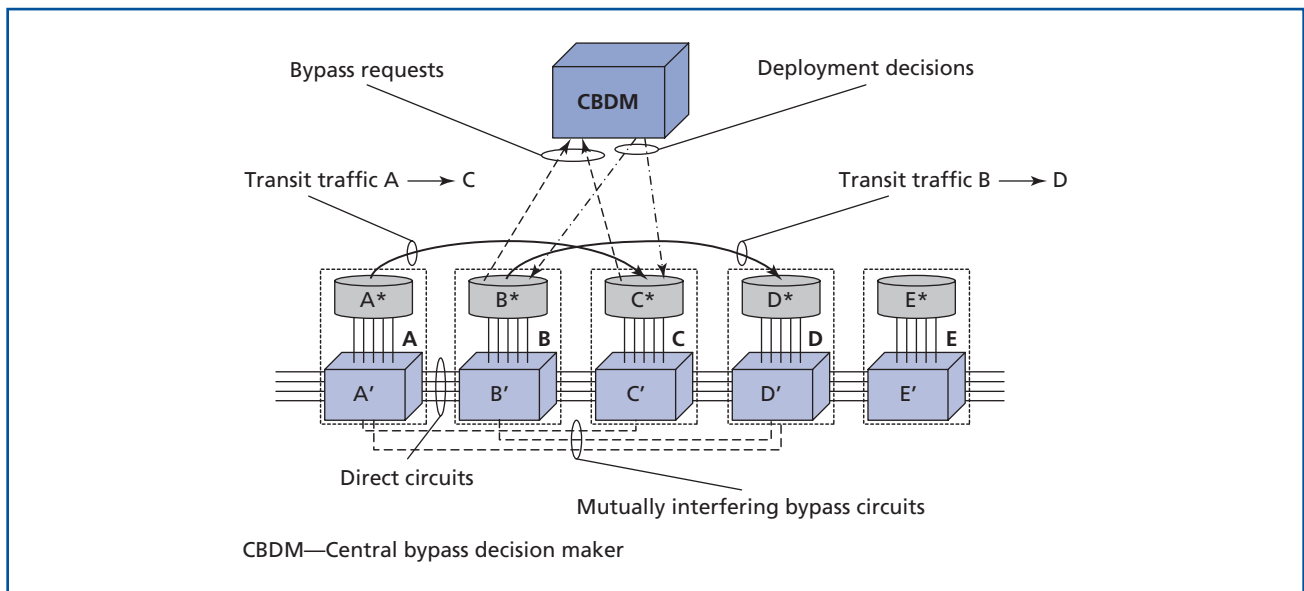 Bypass requests
Deployment decisions
CBDM
Transit traffic A ⟶ C
Transit traffic B ⟶ D
A* B* C* D* E*
A B C D E
A’ B’ C’ D’ E’
Direct circuits
Mutually interfering bypass circuits
CBDM—Central bypass decision maker